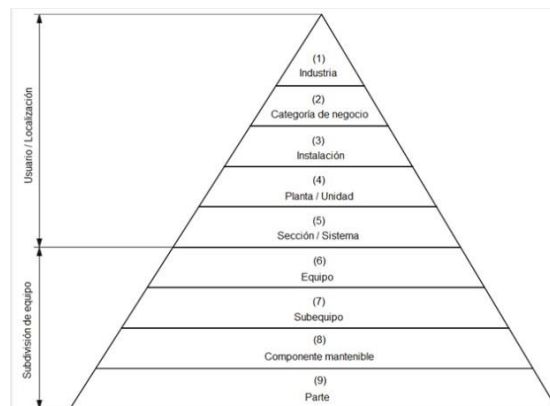 Usuario / Localización
(1)
Industria
(2)
Categoría de negocio
(3)
Instalación
(4)
Planta / Unidad
(5)
Sección / Sistema
Subdivisión de equipo
(6)
Equipo
(7)
Subequipo
(8)
Componente mantenible
(9)
Parte